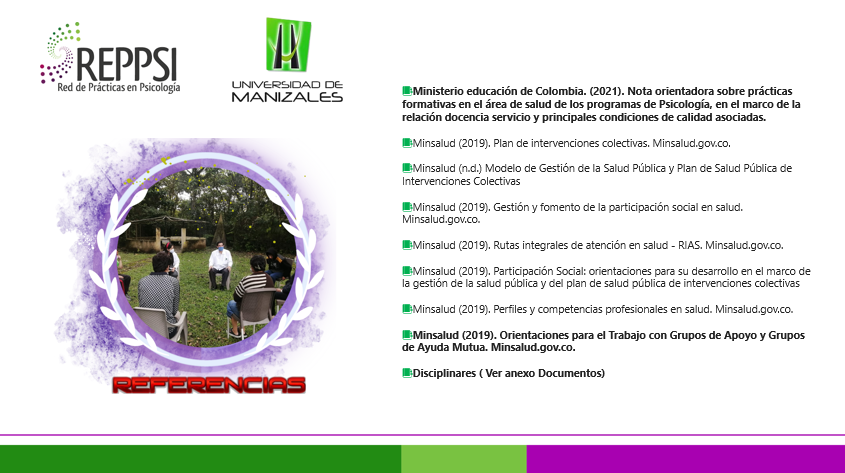 REPPSI
Red de Prácticas en Psicología
UNIVERSIDAD DE
MANIZALES
Ministerio educación de Colombia. (2021). Nota orientadora sobre prácticas
formativas en el área de salud de los programas de Psicología, en el marco de la
relación docencia servicio y principales condiciones de calidad asociadas.
Minsalud (2019). Plan de intervenciones colectivas. Minsalud.gov.co.
Minsalud (n.d.) Modelo de Gestión de la Salud Pública y Plan de Salud Pública de
Intervenciones Colectivas
Minsalud (2019). Gestión y fomento de la participación social en salud.
Minsalud.gov.co.
Minsalud (2019). Rutas integrales de atención en salud - RIAS. Minsalud.gov.co.
Minsalud (2019). Participación Social: orientaciones para su desarrollo en el marco de
la gestión de la salud pública y del plan de salud pública de intervenciones colectivas
Minsalud (2019). Perfiles y competencias profesionales en salud. Minsalud.gov.co.
Minsalud (2019). Orientaciones para el Trabajo con Grupos de Apoyo y Grupos
de Ayuda Mutua. Minsalud.gov.co.
Disciplinares ( Ver anexo Documentos)
REFERENCIAS